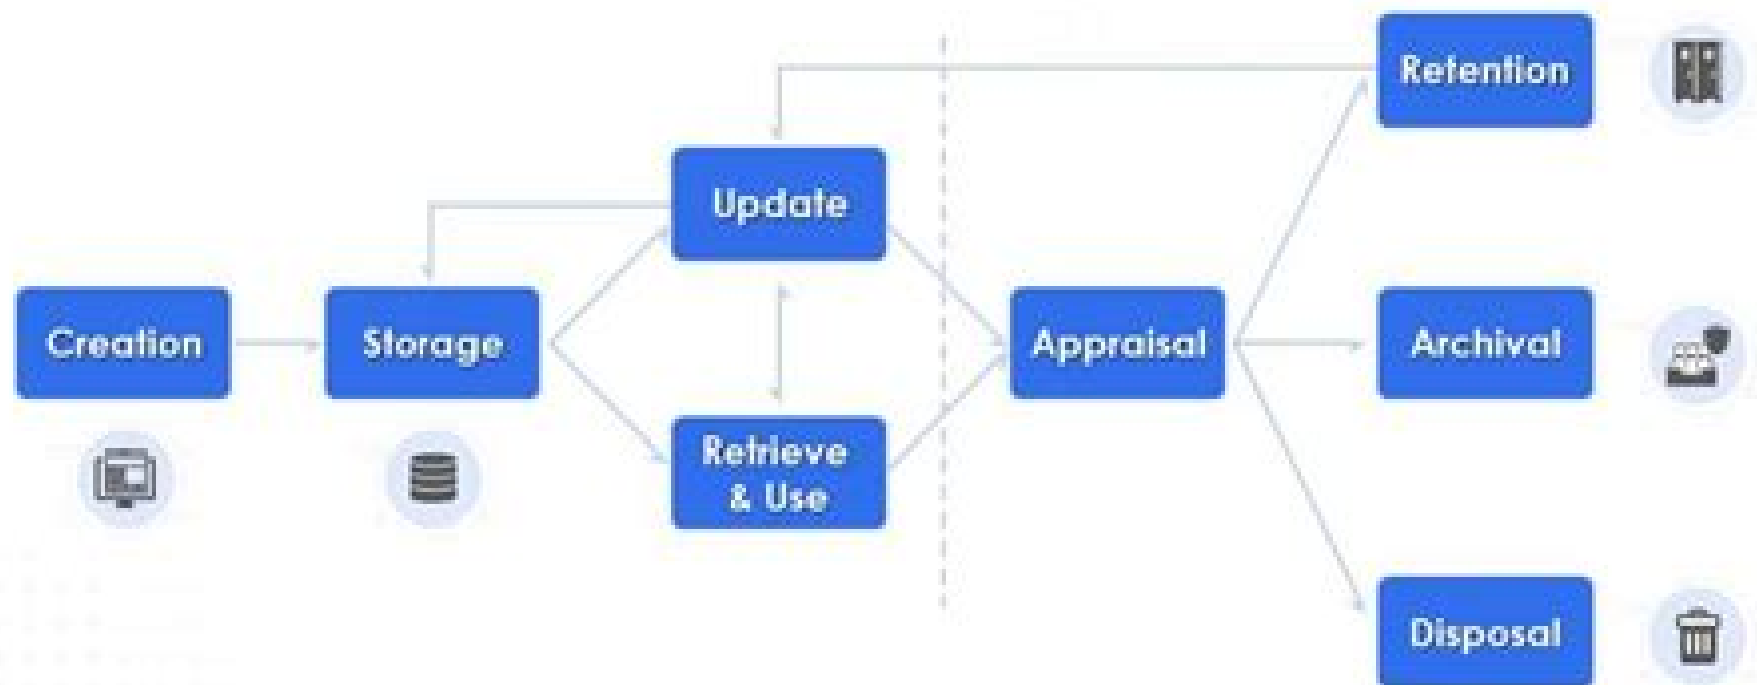 Creation
Storage
Update
Retrieve
& Use
Appraisal
Retention
Archival
Disposal